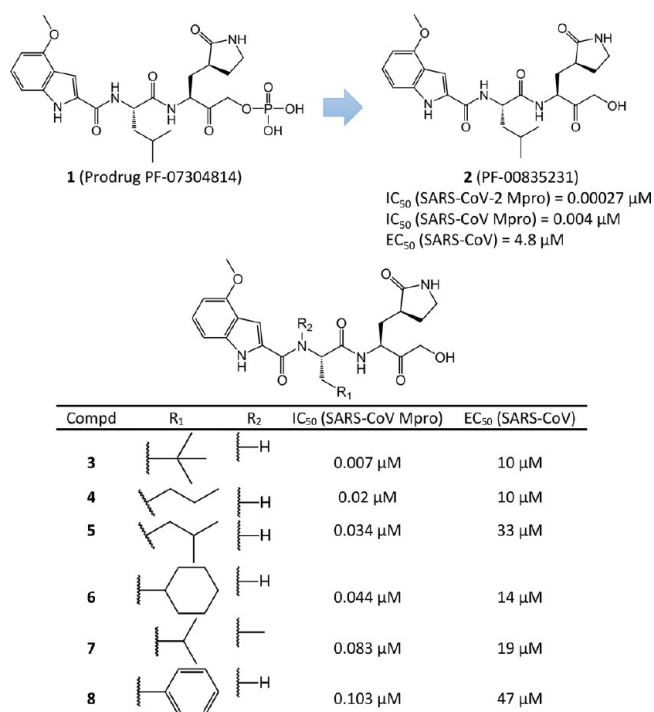 1 (Prodrug PF-07304814)
2 (PF-00835231)
IC50 (SARS-CoV-2 Mpro) = 0.00027 μM
IC50 (SARS-CoV Mpro) = 0.004 μM
EC50 (SARS-CoV) = 4.8 μM
O O NH O N H H N O N H O O O P O OH OH
O O NH O N H H N O N H O O OH
O O NH O N H R2 N O N H O O OH R1
Compd R1 R2 IC50 (SARS-CoV Mpro) EC50 (SARS-CoV)
3 H 0.007 μM 10 μM
4 H 0.02 μM 10 μM
5 H 0.034 μM 33 μM
6 H 0.044 μM 14 μM
7 0.083 μM 19 μM
8 H 0.103 μM 47 μM